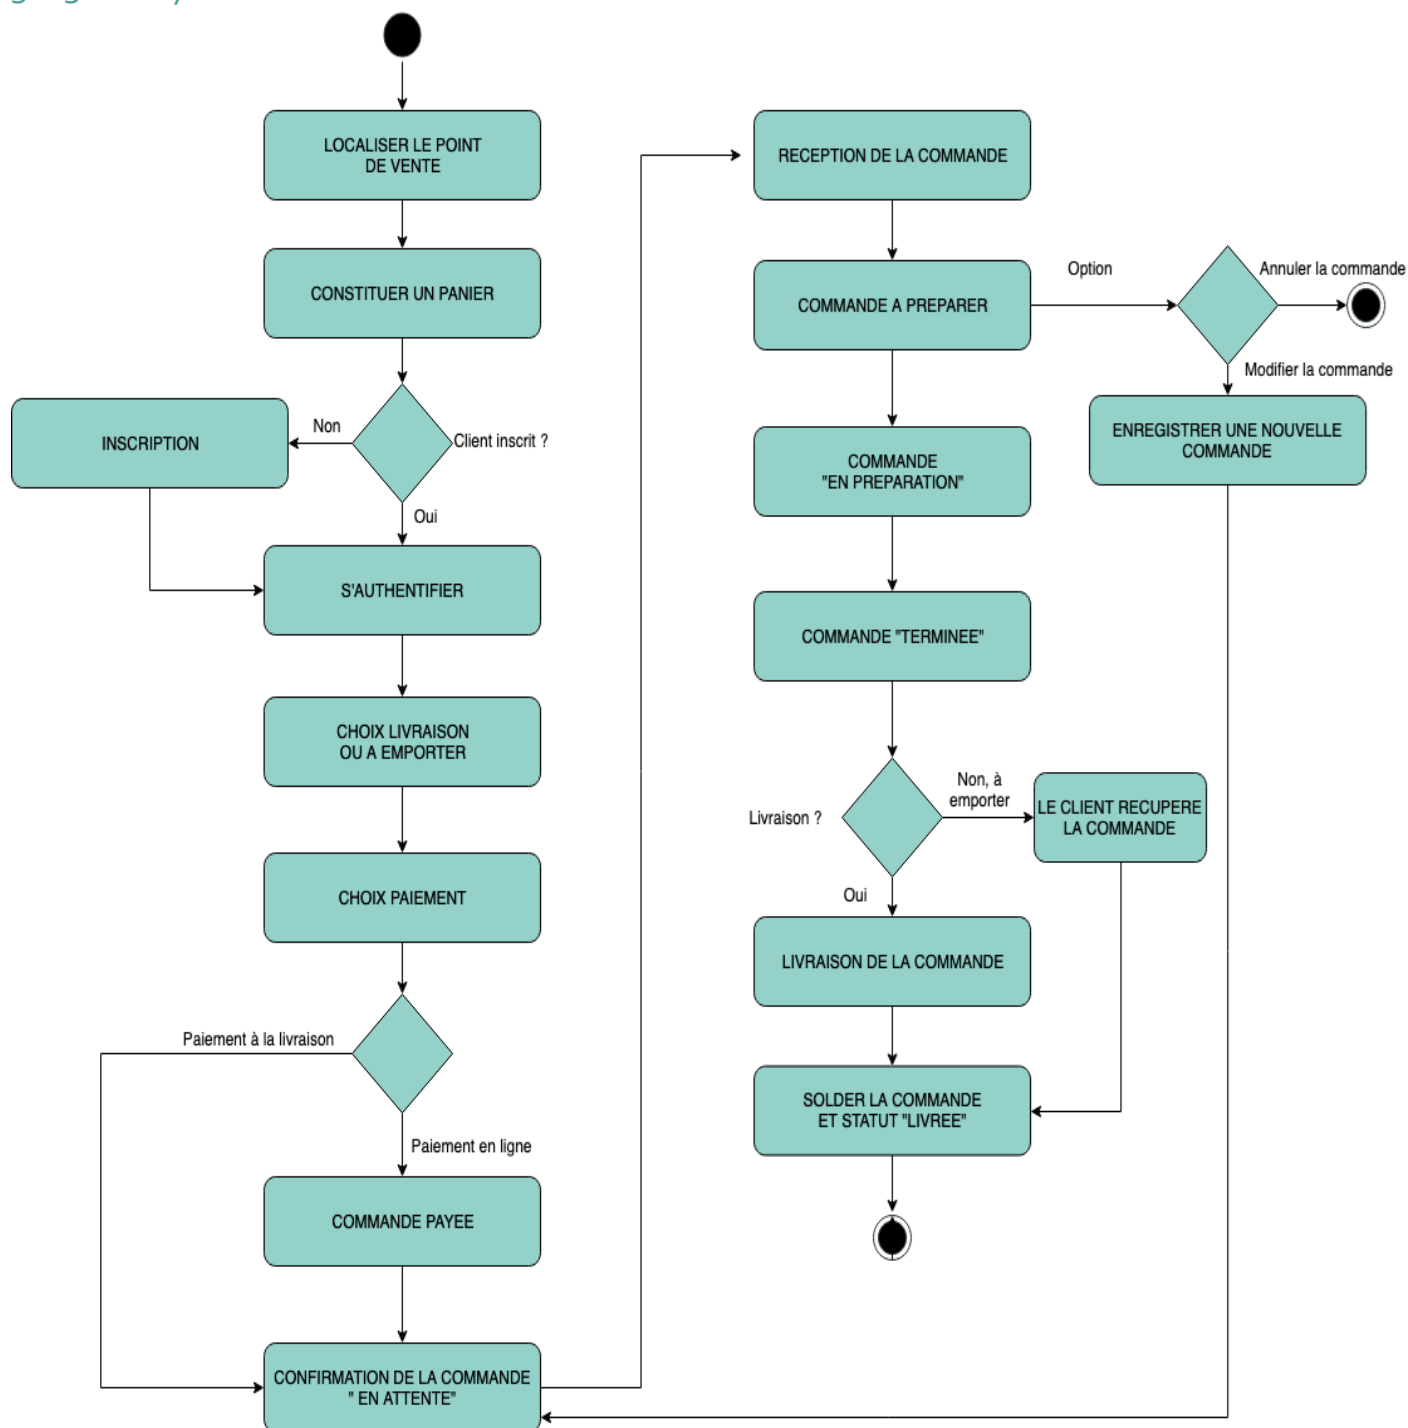 LOCALISER LE POINT
DE VENTE
CONSTITUER UN PANIER
Client inscrit ?
Non
INSCRIPTION
Oui
S'AUTHENTIFIER
CHOIX LIVRAISON
OU A EMPORTER
CHOIX PAIEMENT
Paiement à la livraison
Paiement en ligne
COMMANDE PAYEE
CONFIRMATION DE LA COMMANDE
" EN ATTENTE"
RECEPTION DE LA COMMANDE
COMMANDE A PREPARER
Option
Annuler la commande
Modifier la commande
ENREGISTRER UNE NOUVELLE
COMMANDE
COMMANDE
"EN PREPARATION"
COMMANDE "TERMINEE"
Livraison ?
Non, à
emporter
LE CLIENT RECUPERE
LA COMMANDE
Oui
LIVRAISON DE LA COMMANDE
SOLDER LA COMMANDE
ET STATUT "LIVREE"